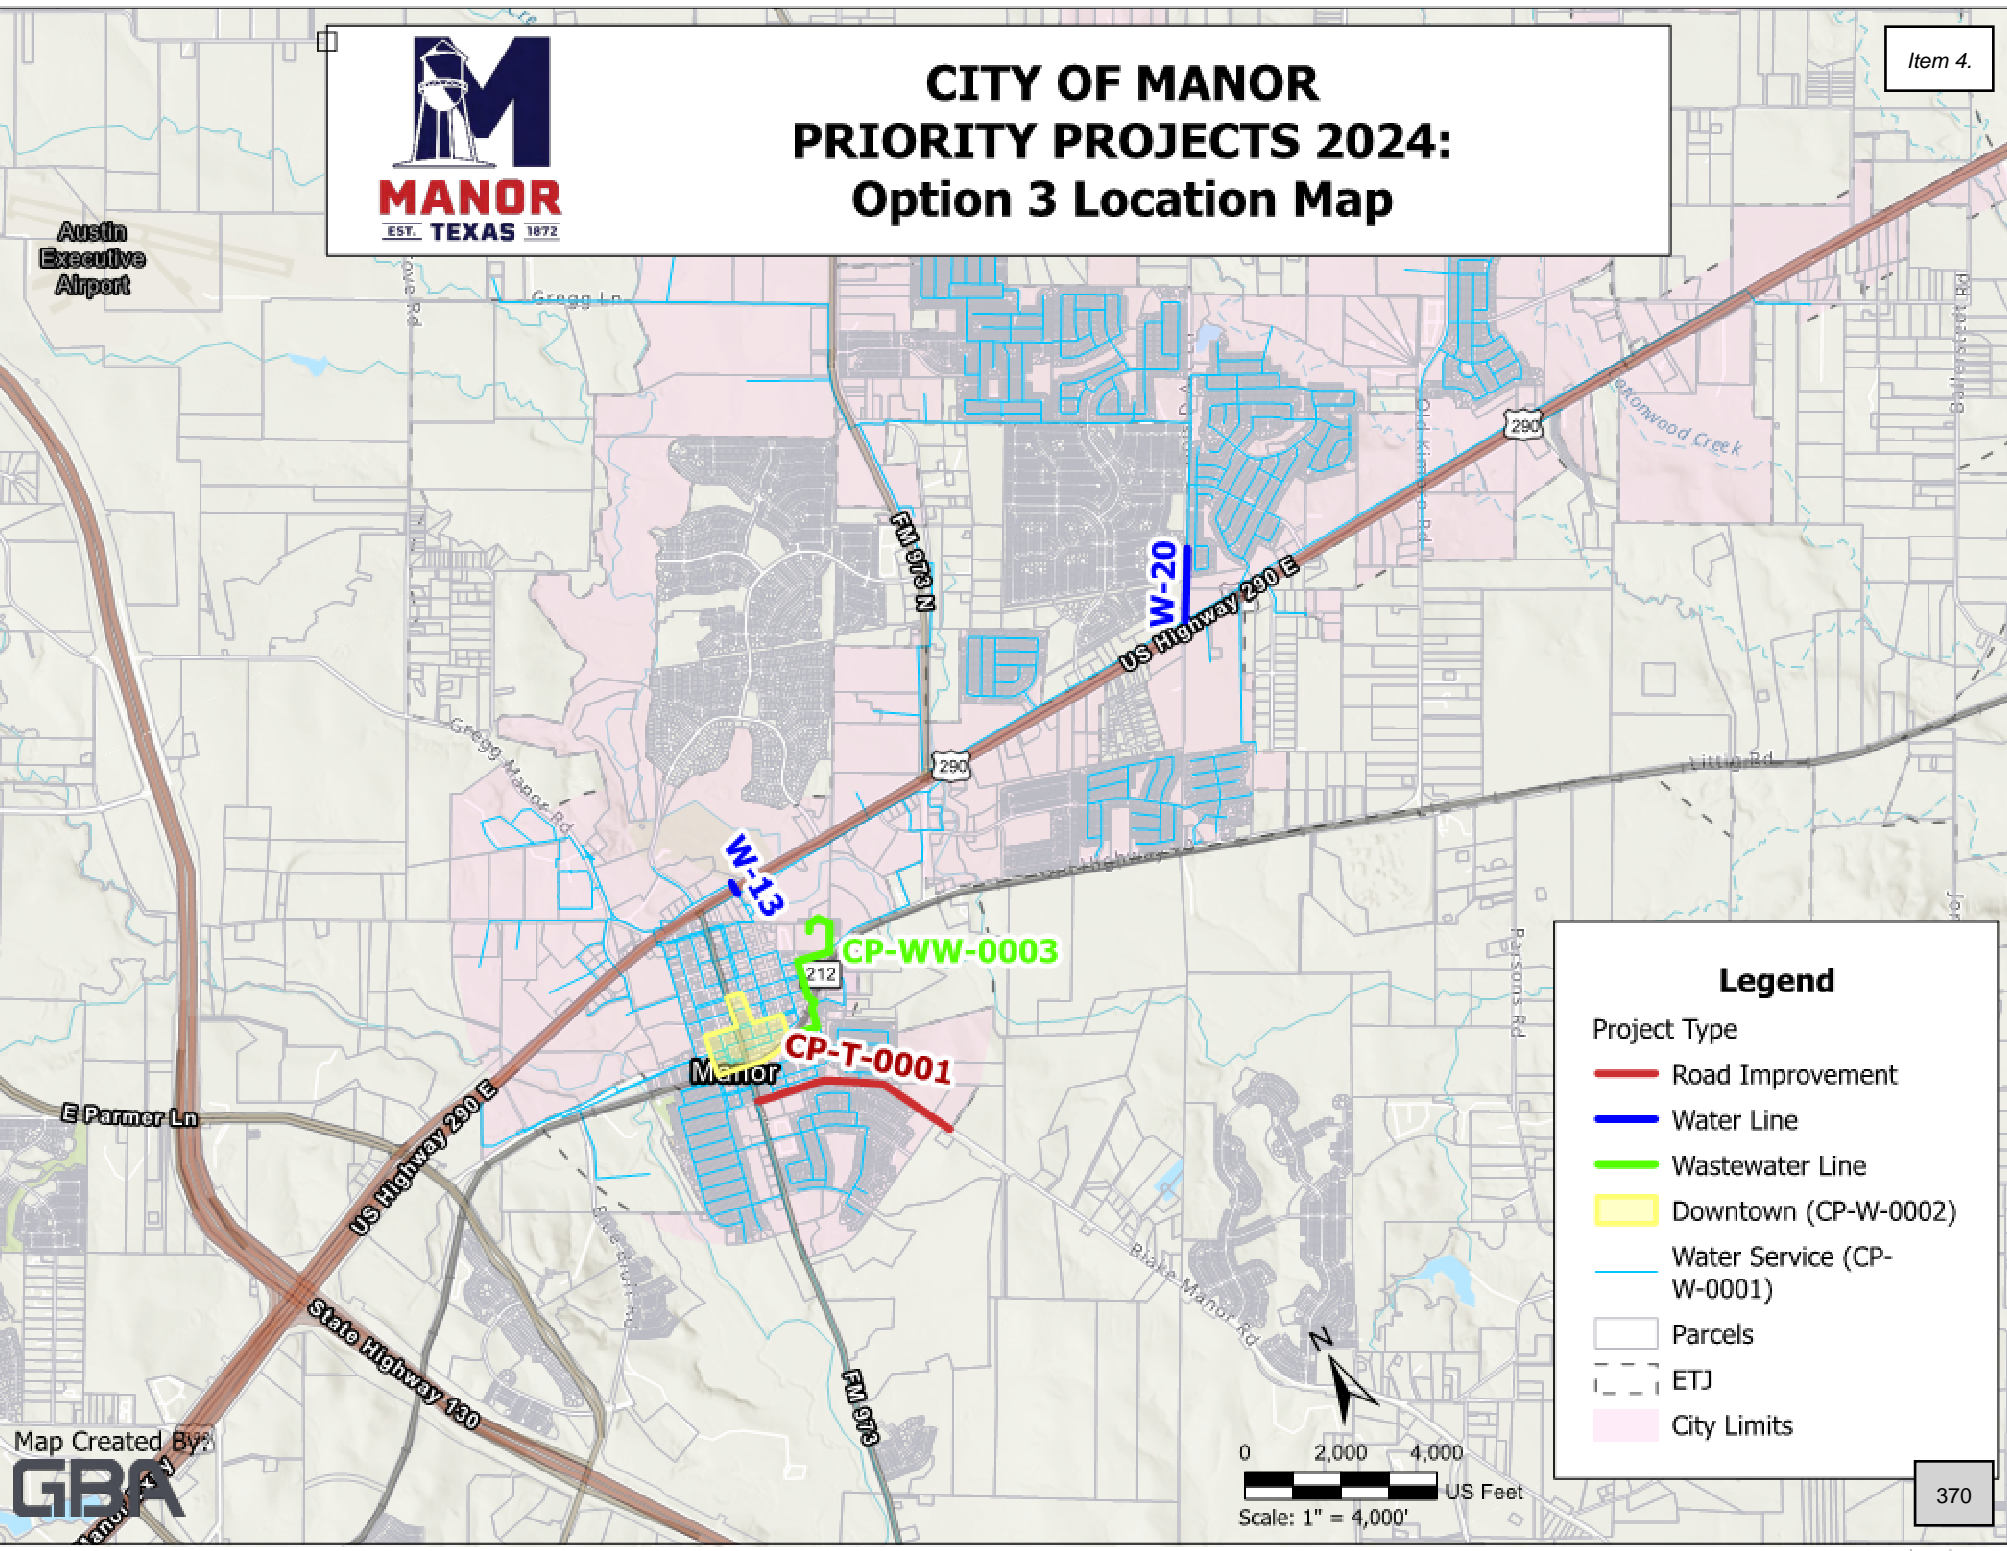 Item 4.
CITY OF MANOR
PRIORITY PROJECTS 2024:
Option 3 Location Map
M
MANOR
EST. TEXAS 1872
Austin
Executive
Airport
Gregg Ln
FM 973 N
290
Cottonwood Creek
W-20
US Highway 290 E
290
Gregg Manor Rd
Littig Rd
W-13
CP-WW-0003
212
CP-T-0001
Manor
E Parmer Ln
US Highway 290 E
Parsons Rd
Blake Manor Rd
State Highway 130
FM 973
Legend
Project Type
Road Improvement
Water Line
Wastewater Line
Downtown (CP-W-0002)
Water Service (CP-
W-0001)
Parcels
ETJ
City Limits
N
0 2,000 4,000
US Feet
Scale: 1" = 4,000'
Map Created By:
GBA
370